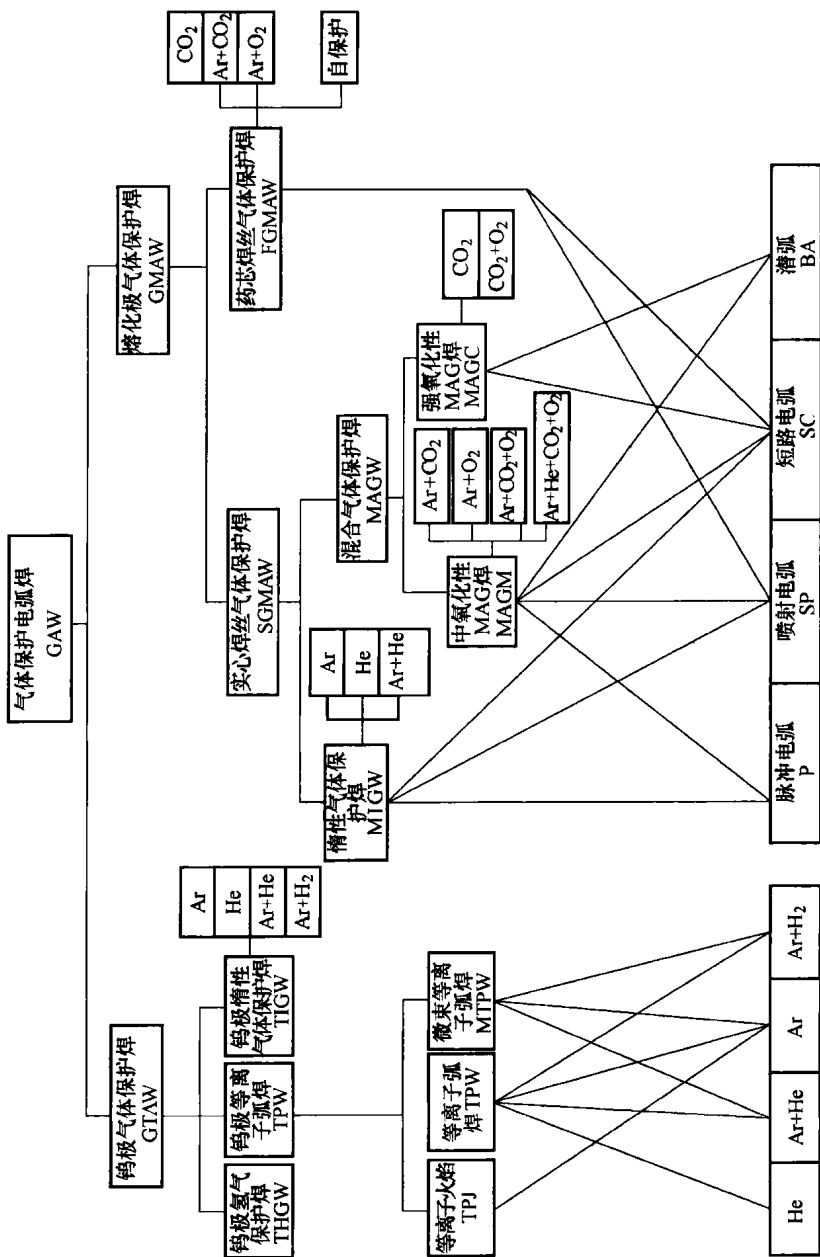 气体保护电弧焊
GAW
钨极气体保护焊
GTAW
熔化极气体保护焊
GMAW
钨极氢气
保护焊
THGW
钨极等离
子弧焊
TPW
钨极惰性
气体保护焊
TIGW
Ar
He
Ar+He
Ar+H₂
实心焊丝气体保护焊
SGMAW
药芯焊丝气体保护焊
FGMAW
CO₂
Ar+CO₂
Ar+O₂
自保护
惰性气体保
护焊
MIGW
Ar
He
Ar+He
混合气体保护焊
MAGW
等离子火焰
TPJ
等离子弧
焊TPW
微束等离
子弧焊
MTPW
中氧化性
MAG焊
MAGM
Ar+CO₂
Ar+O₂
Ar+CO₂+O₂
Ar+He+CO₂+O₂
强氧化性
MAG焊
MAGC
CO₂
CO₂+O₂
He
Ar+He
Ar
Ar+H₂
脉冲电弧
P
喷射电弧
SP
短路电弧
SC
潜弧
BA